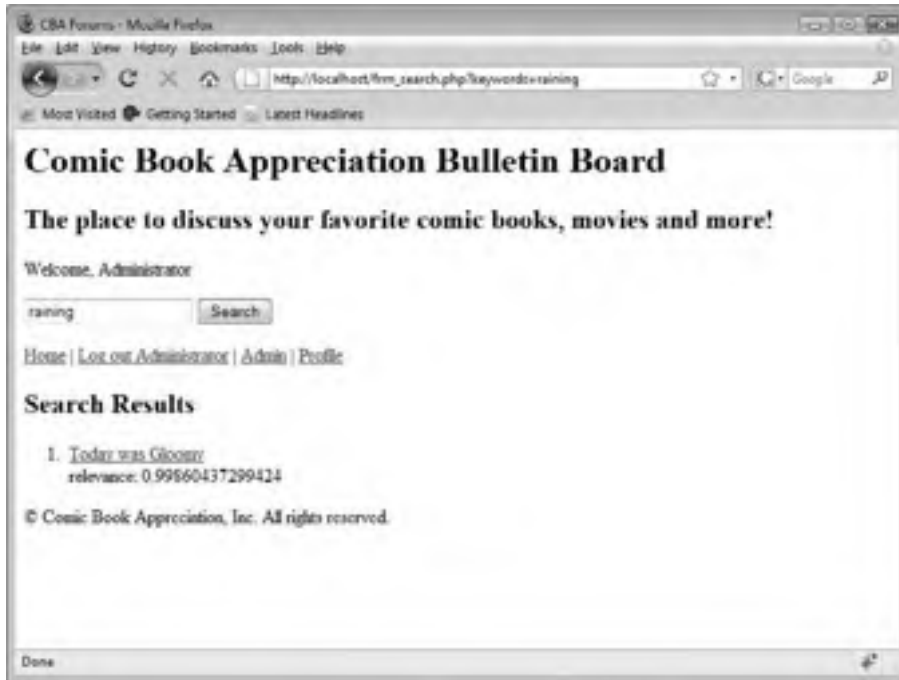 CBA Forums - Mozilla Firefox
File Edit View History Bookmarks Tools Help
http://localhost/frm_search.php?keywords=raining
Google
Most Visited Getting Started Latest Headlines
Comic Book Appreciation Bulletin Board
The place to discuss your favorite comic books, movies and more!
Welcome, Administrator
raining Search
Home | Log out Administrator | Admin | Profile
Search Results
1. Today was Gloomy
relevance: 0.99860437299424
© Comic Book Appreciation, Inc. All rights reserved.
Done